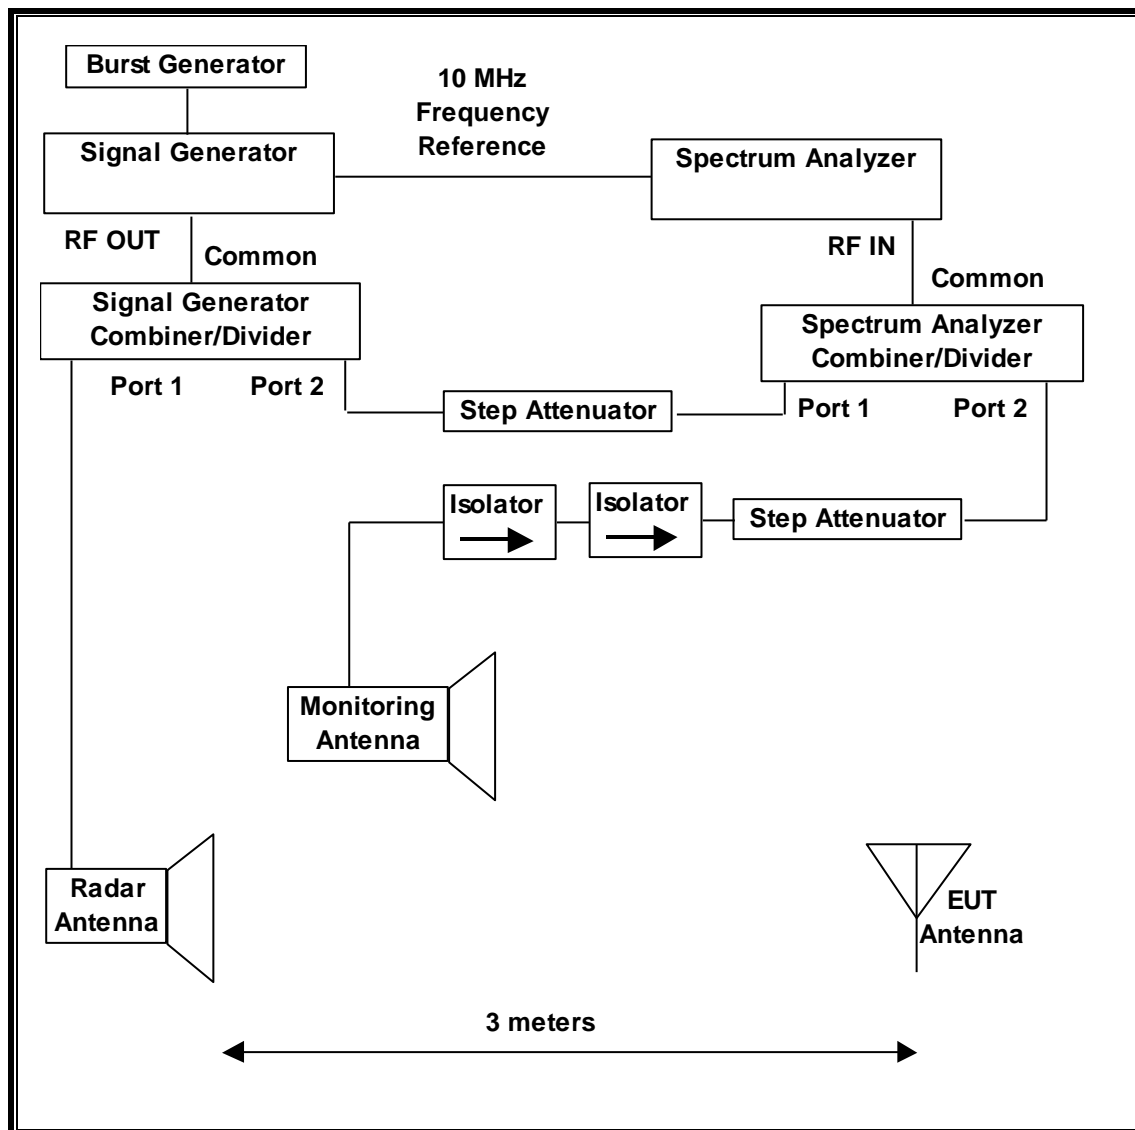 Burst Generator
10 MHz
Frequency
Reference
Signal Generator
Spectrum Analyzer
RF OUT
Common
RF IN
Common
Signal Generator
Combiner/Divider
Spectrum Analyzer
Combiner/Divider
Port 1
Port 2
Step Attenuator
Port 1
Port 2
Isolator
Isolator
Step Attenuator
Monitoring
Antenna
Radar
Antenna
EUT
Antenna
3 meters